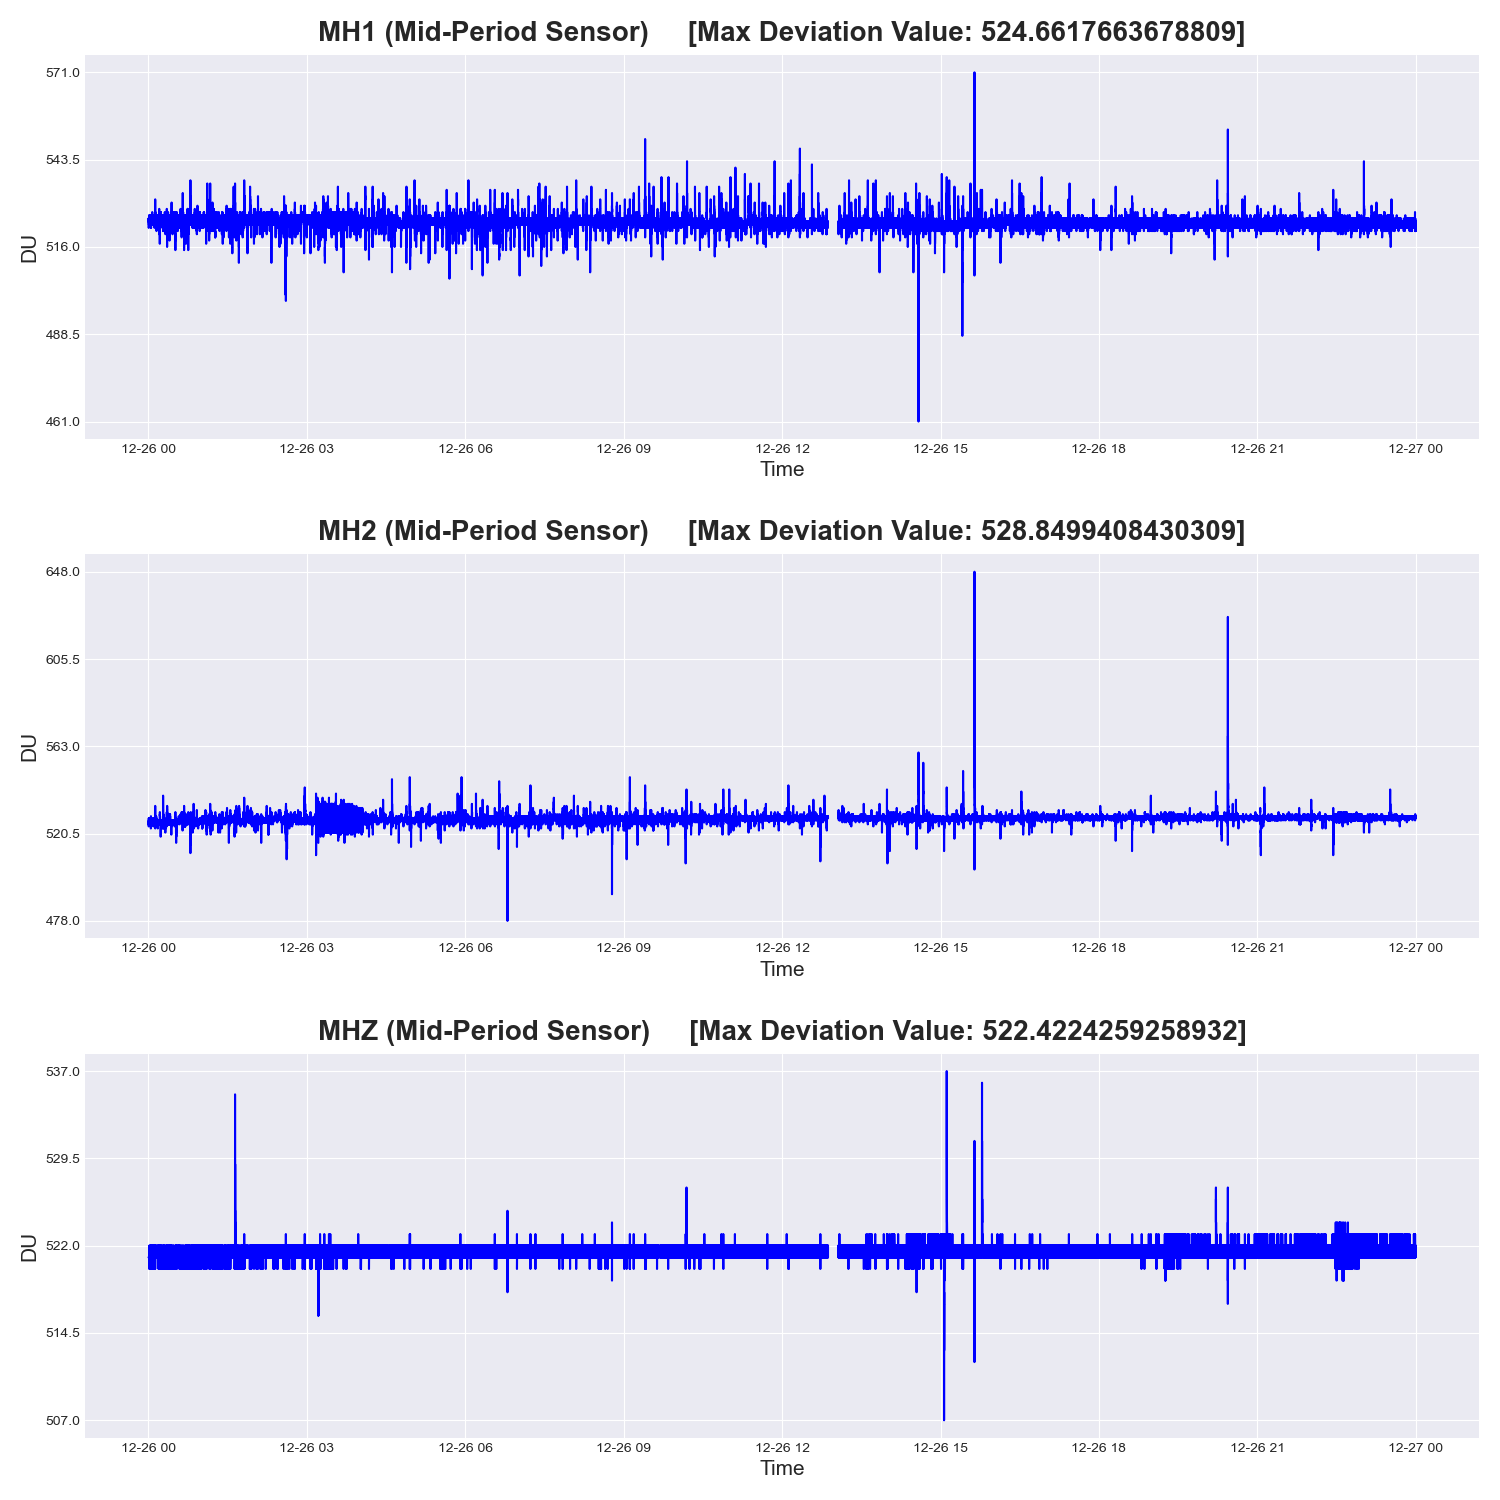 MH1 (Mid-Period Sensor) [Max Deviation Value: 524.6617663678809]
571.0
543.5
516.0
488.5
461.0
DU
12-26 00 12-26 03 12-26 06 12-26 09 12-26 12 12-26 15 12-26 18 12-26 21 12-27 00
Time
MH2 (Mid-Period Sensor) [Max Deviation Value: 528.8499408430309]
648.0
605.5
563.0
520.5
478.0
DU
12-26 00 12-26 03 12-26 06 12-26 09 12-26 12 12-26 15 12-26 18 12-26 21 12-27 00
Time
MHZ (Mid-Period Sensor) [Max Deviation Value: 522.4224259258932]
537.0
529.5
522.0
514.5
507.0
DU
12-26 00 12-26 03 12-26 06 12-26 09 12-26 12 12-26 15 12-26 18 12-26 21 12-27 00
Time